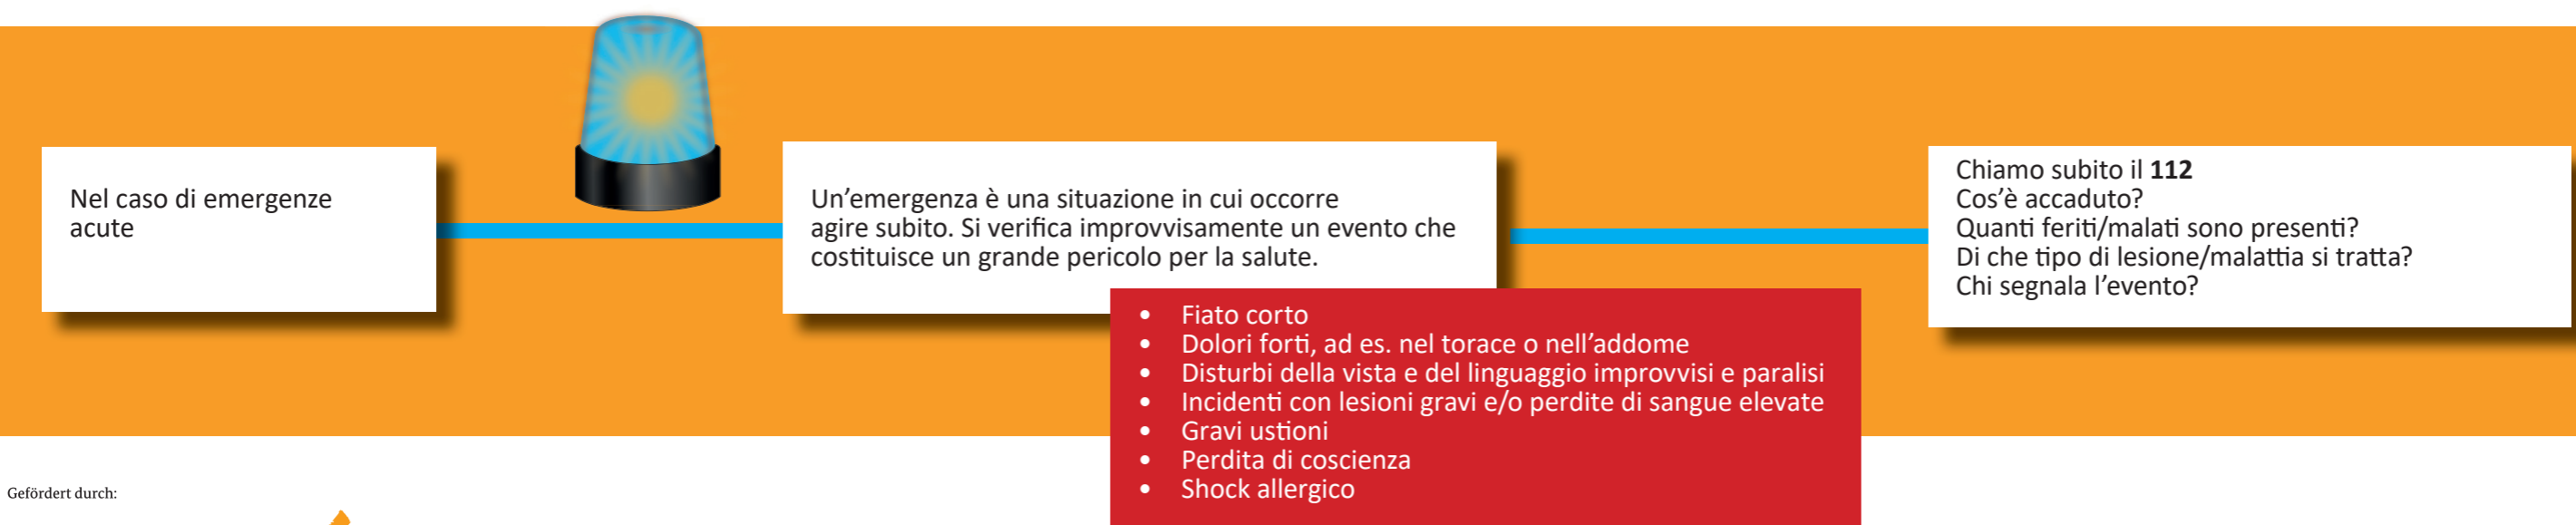 Nel caso di emergenze
acute
Un’emergenza è una situazione in cui occorre
agire subito. Si verifica improvvisamente un evento che
costituisce un grande pericolo per la salute.
• Fiato corto
• Dolori forti, ad es. nel torace o nell’addome
• Disturbi della vista e del linguaggio improvvisi e paralisi
• Incidenti con lesioni gravi e/o perdite di sangue elevate
• Gravi ustioni
• Perdita di coscienza
• Shock allergico
Chiamo subito il 112
Cos’è accaduto?
Quanti feriti/malati sono presenti?
Di che tipo di lesione/malattia si tratta?
Chi segnala l’evento?
Gefördert durch: